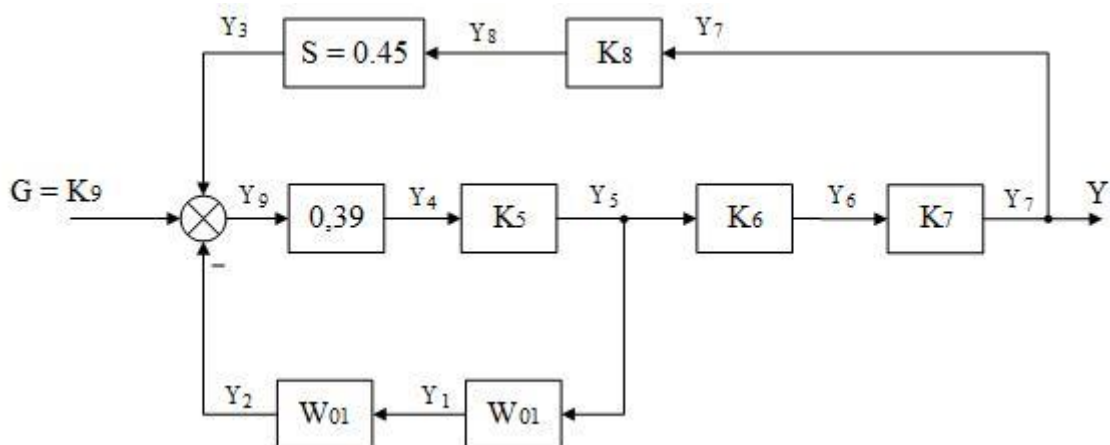 Y3
S = 0.45
Y8
K8
Y7
G = K9
Y9
0,39
Y4
K5
Y5
K6
Y6
K7
Y7
Y
–
Y2
W01
Y1
W01